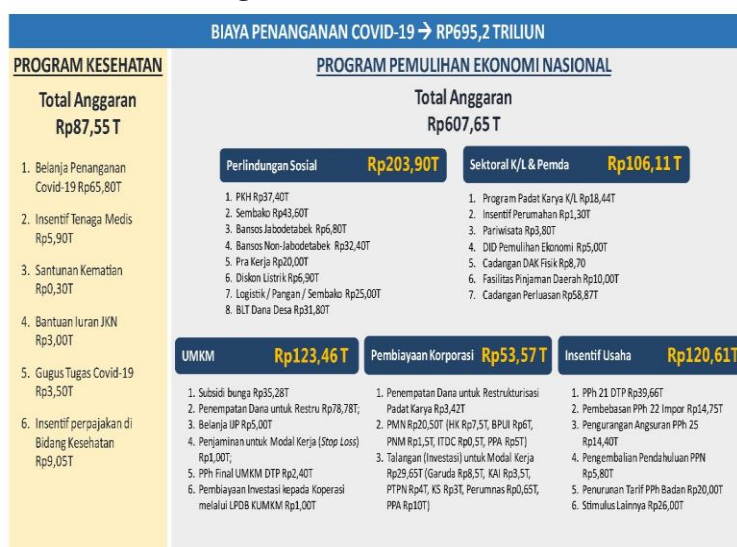 BIAYA PENANGANAN COVID-19 → RP695,2 TRILIUN
PROGRAM KESEHATAN
Total Anggaran
Rp87,55 T
1. Belanja Penanganan
Covid-19 Rp65,80T
2. Insentif Tenaga Medis
Rp5,90T
3. Santunan Kematian
Rp0,30T
4. Bantuan Iuran JKN
Rp3,00T
5. Gugus Tugas Covid-19
Rp3,50T
6. Insentif perpajakan di
Bidang Kesehatan
Rp9,05T
PROGRAM PEMULIHAN EKONOMI NASIONAL
Total Anggaran
Rp607,65 T
Perlindungan Sosial Rp203,90T
1. PKH Rp37,40T
2. Sembako Rp43,60T
3. Bansos Jabodetabek Rp6,80T
4. Bansos Non-Jabodetabek Rp32,40T
5. Pra Kerja Rp20,00T
6. Diskon Listrik Rp6,90T
7. Logistik / Pangan / Sembako Rp25,00T
8. BLT Dana Desa Rp31,80T
Sektoral K/L & Pemda Rp106,11 T
1. Program Padat Karya K/L Rp18,44T
2. Insentif Perumahan Rp1,30T
3. Pariwisata Rp3,80T
4. DID Pemulihan Ekonomi Rp5,00T
5. Cadangan DAK Fisik Rp8,70
6. Fasilitas Pinjaman Daerah Rp10,00T
7. Cadangan Perluasan Rp58,87T
UMKM Rp123,46 T
1. Subsidi bunga Rp35,28T
2. Penempatan Dana untuk Restru Rp78,78T;
3. Belanja IJP Rp5,00T
4. Penjaminan untuk Modal Kerja (Stop Loss)
Rp1,00T;
5. PPh Final UMKM DTP Rp2,40T
6. Pembiayaan Investasi kepada Koperasi
melalui LPDB KUMKM Rp1,00T
Pembiayaan Korporasi Rp53,57 T
1. Penempatan Dana untuk Restrukturisasi
Padat Karya Rp3,42T
2. PMN Rp20,50T (HK Rp7,5T, BPUI Rp6T,
PNM Rp1,5T, ITDC Rp0,5T, PPA Rp5T)
3. Talangan (Investasi) untuk Modal Kerja
Rp29,65T (Garuda Rp8,5T, KAI Rp3,5T,
PTPN Rp4T, KS Rp3T, Perumnas Rp0,65T,
PPA Rp10T)
Insentif Usaha Rp120,61T
1. PPh 21 DTP Rp39,66T
2. Pembebasan PPh 22 Impor Rp14,75T
3. Pengurangan Angsuran PPh 25
Rp14,40T
4. Pengembalian Pendahuluan PPN
Rp5,80T
5. Penurunan Tarif PPh Badan Rp20,00T
6. Stimulus Lainnya Rp26,00T